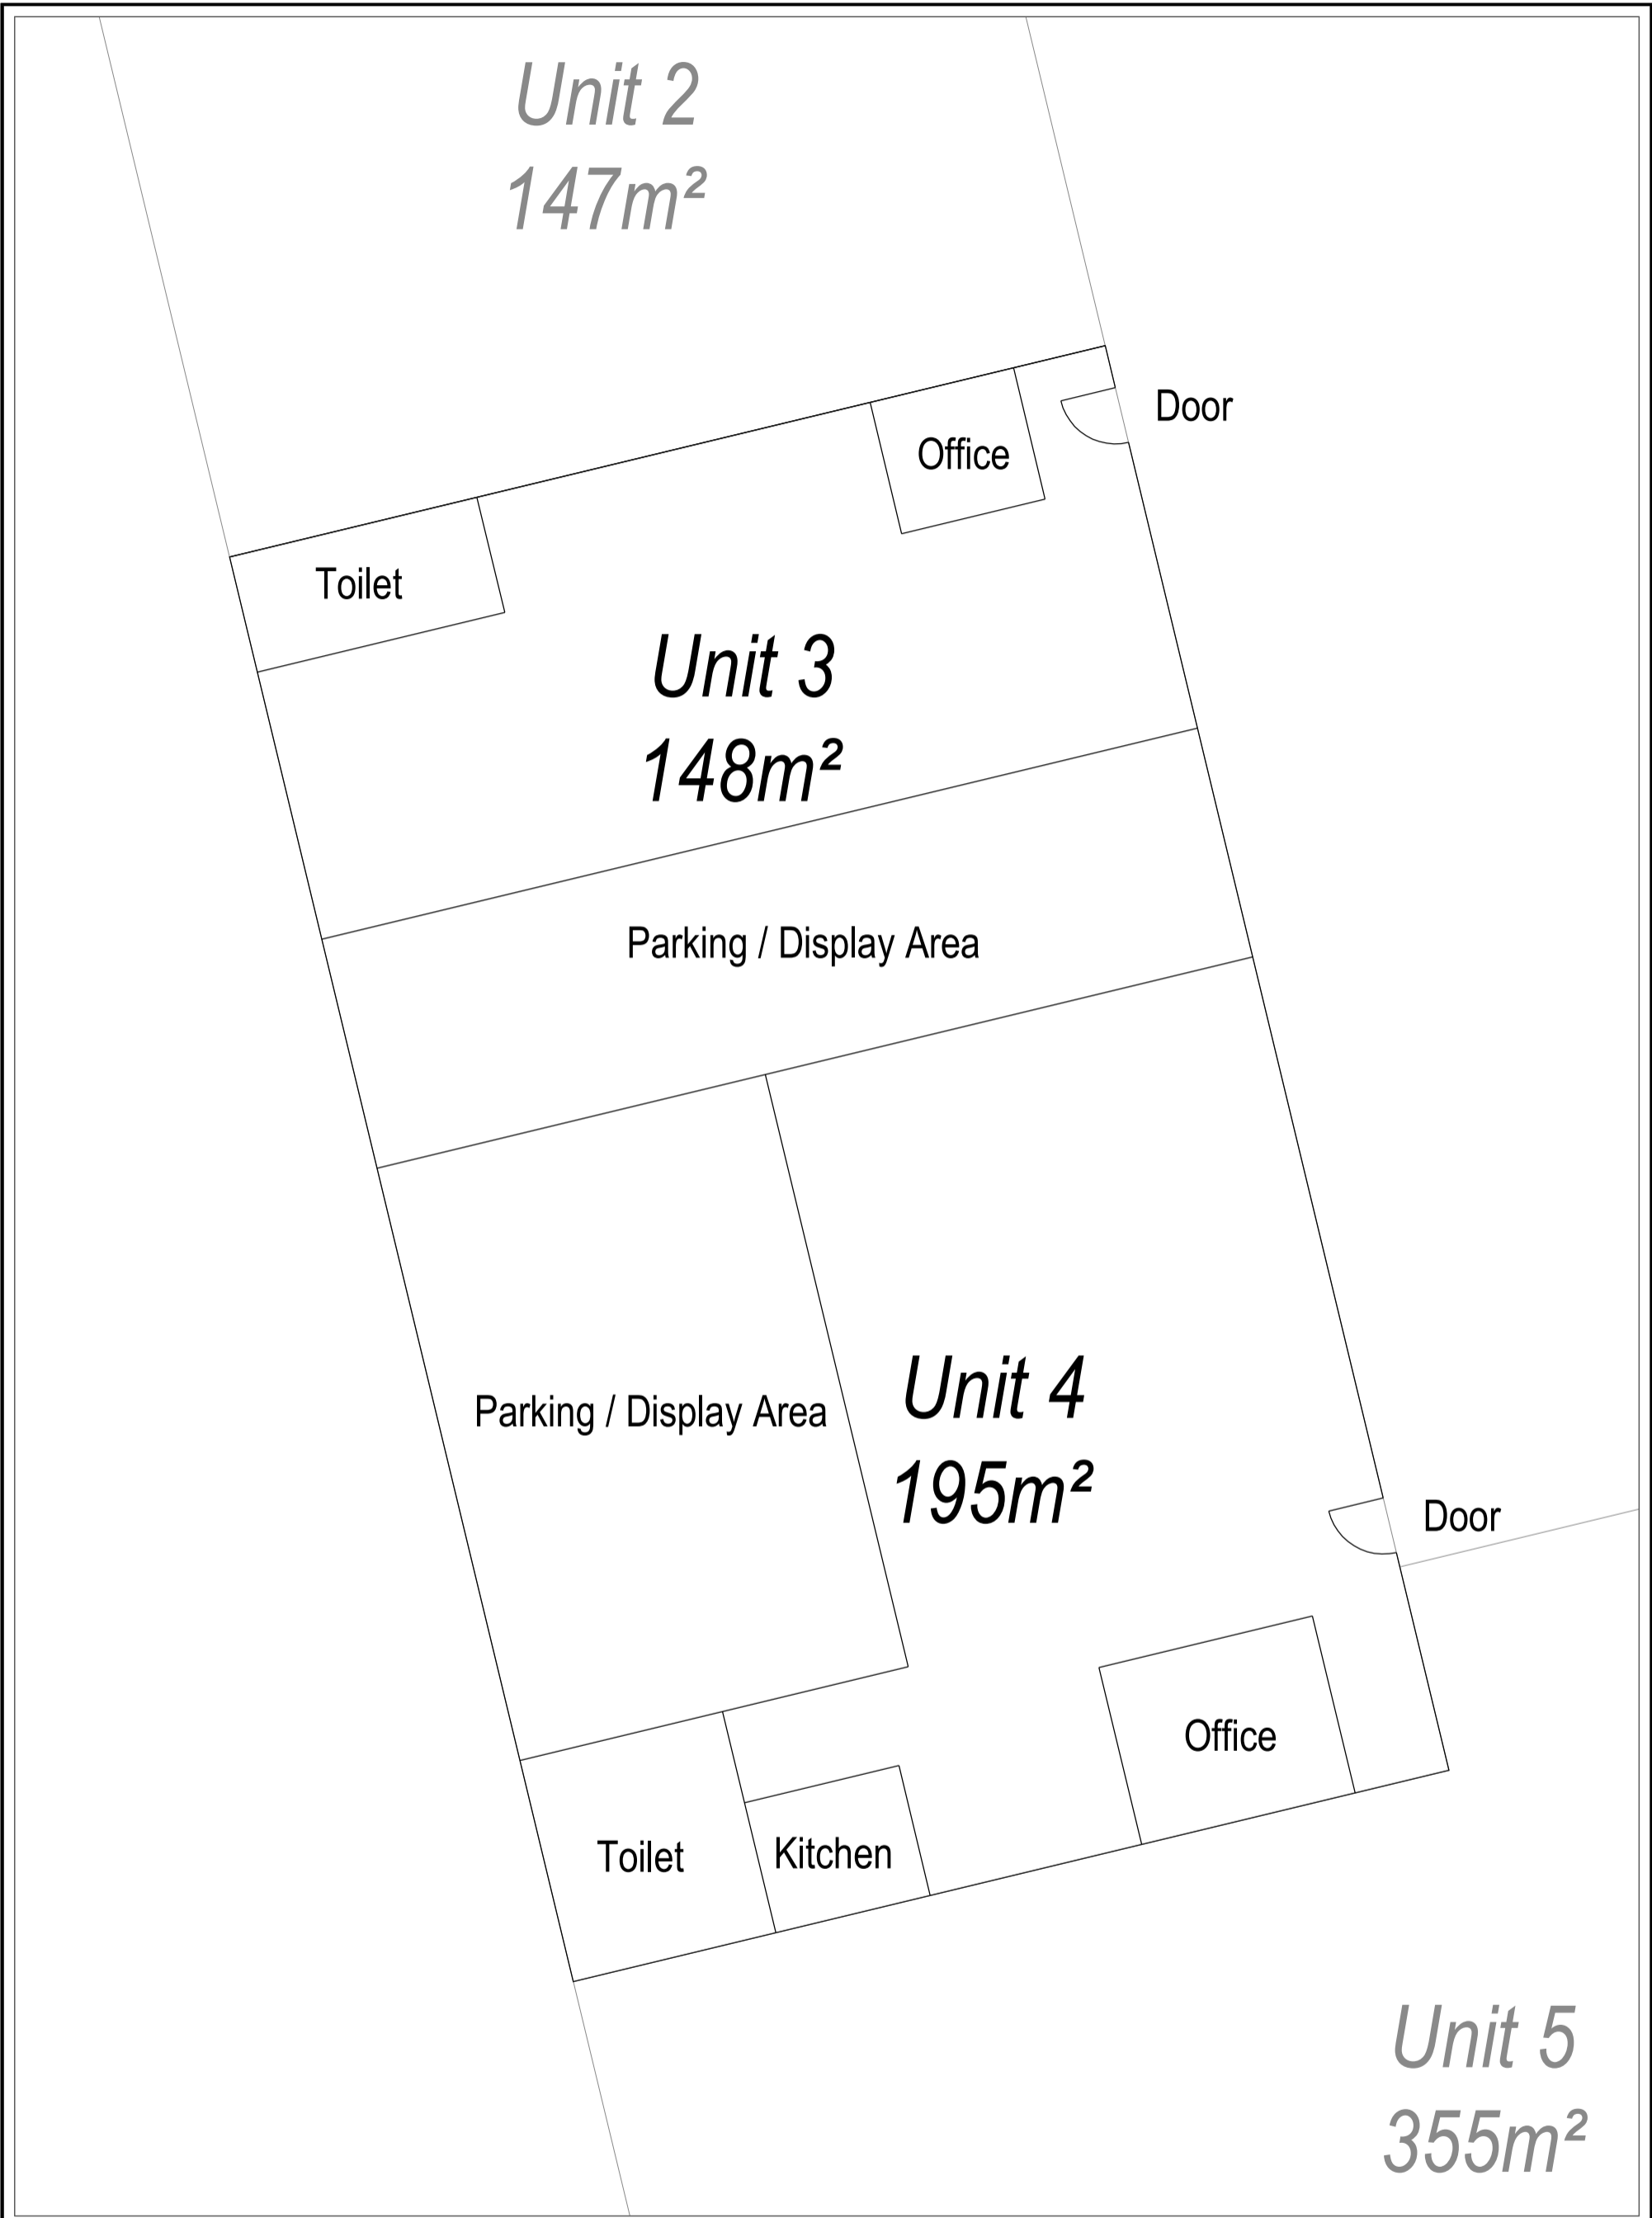 Unit 2
147m²
Door
Office
Toilet
Unit 3
148m²
Parking / Display Area
Parking / Display Area
Unit 4
195m²
Door
Office
Toilet
Kitchen
Unit 5
355m²